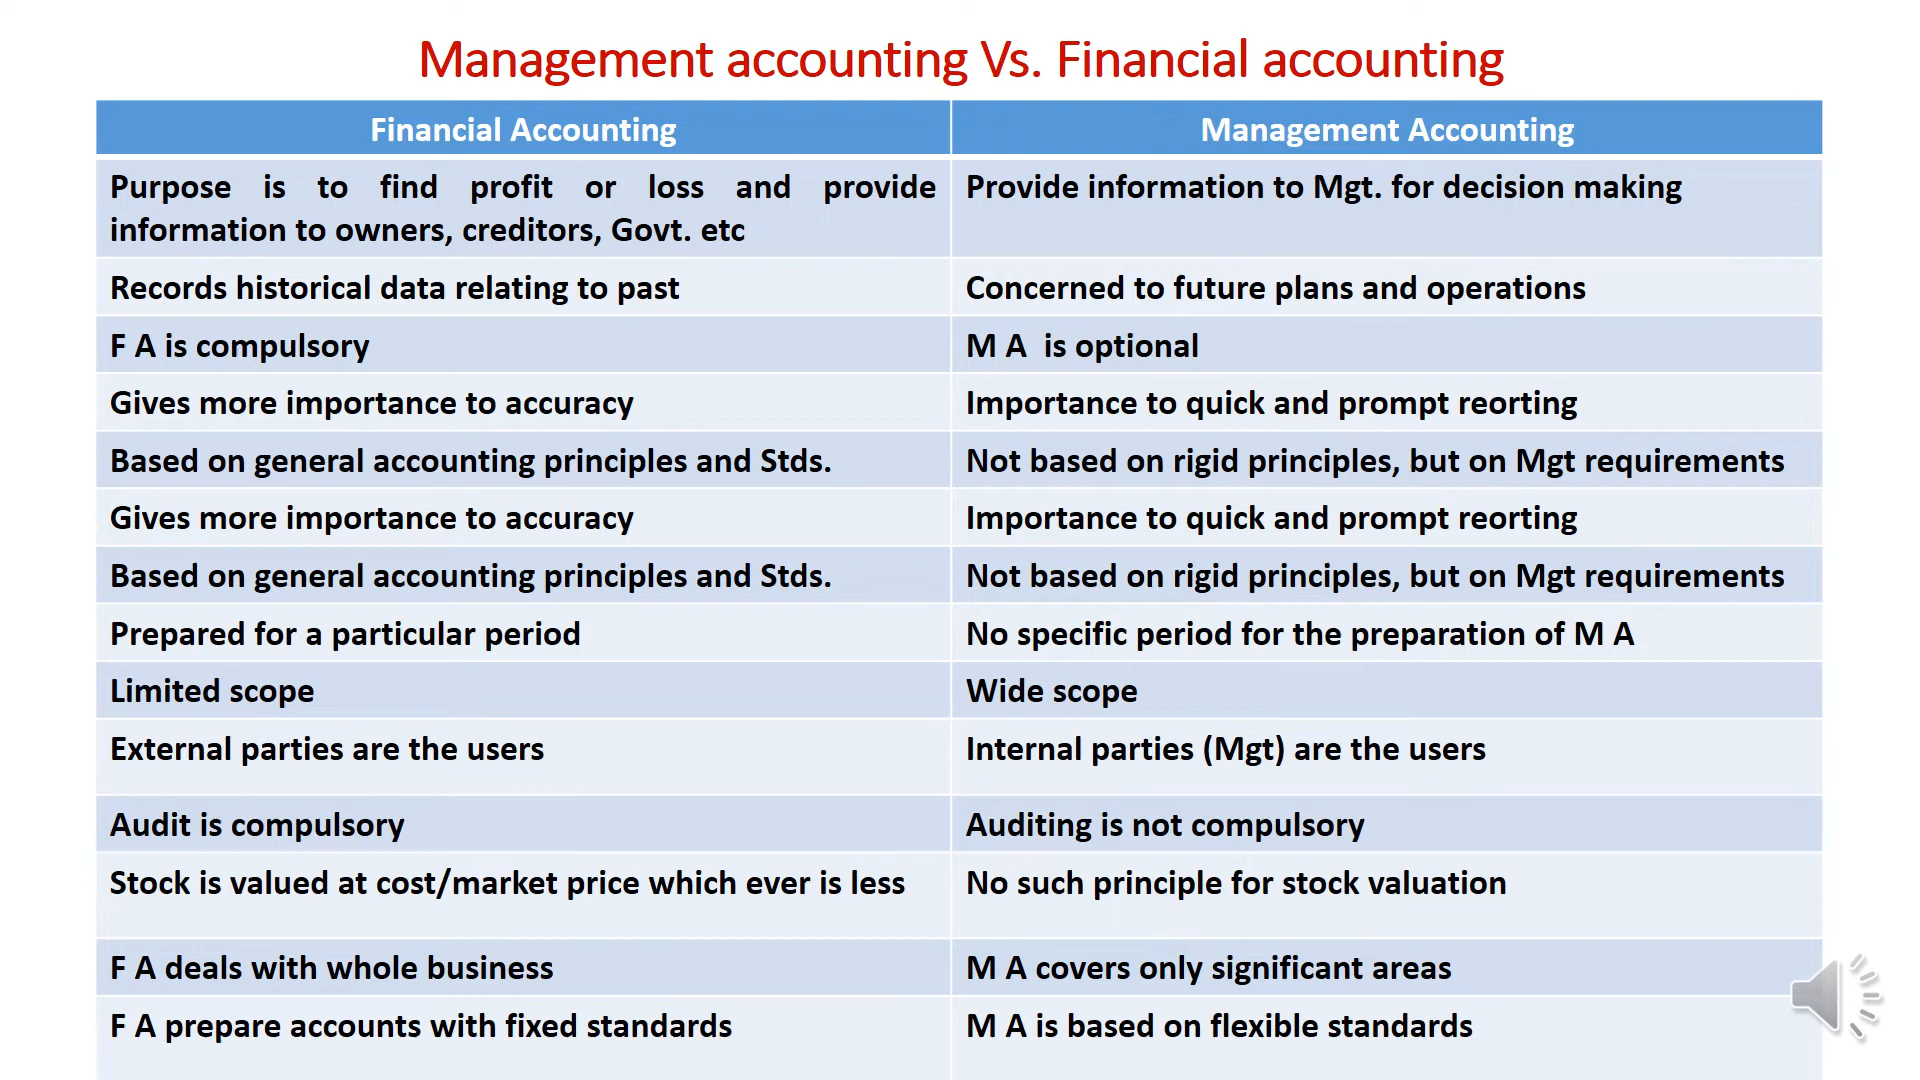 Management accounting Vs. Financial accounting
Financial Accounting
Management Accounting
Purpose is to find profit or loss and provide
information to owners, creditors, Govt. etc
Provide information to Mgt. for decision making
Records historical data relating to past
Concerned to future plans and operations
F A is compulsory
M A is optional
Gives more importance to accuracy
Importance to quick and prompt reorting
Based on general accounting principles and Stds.
Not based on rigid principles, but on Mgt requirements
Gives more importance to accuracy
Importance to quick and prompt reorting
Based on general accounting principles and Stds.
Not based on rigid principles, but on Mgt requirements
Prepared for a particular period
No specific period for the preparation of M A
Limited scope
Wide scope
External parties are the users
Internal parties (Mgt) are the users
Audit is compulsory
Auditing is not compulsory
Stock is valued at cost/market price which ever is less
No such principle for stock valuation
F A deals with whole business
M A covers only significant areas
F A prepare accounts with fixed standards
M A is based on flexible standards